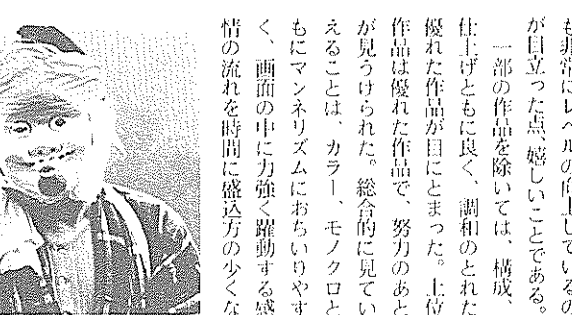 も非常にレベルの向上しているの
が目立った点、嬉しいことである。
一部の作品を除いては、構成、
仕上げともに良く、調和のとれた
優れた作品が目にとまった。上位
作品は優れた作品で、努力のあと
が見うけられた。総合的に見てい
えることは、カラー、モノクロと
もにマンネリズムにおちいりやす
く、画面の中に力強く躍動する感
情の流れを時間に盛込方の少くな